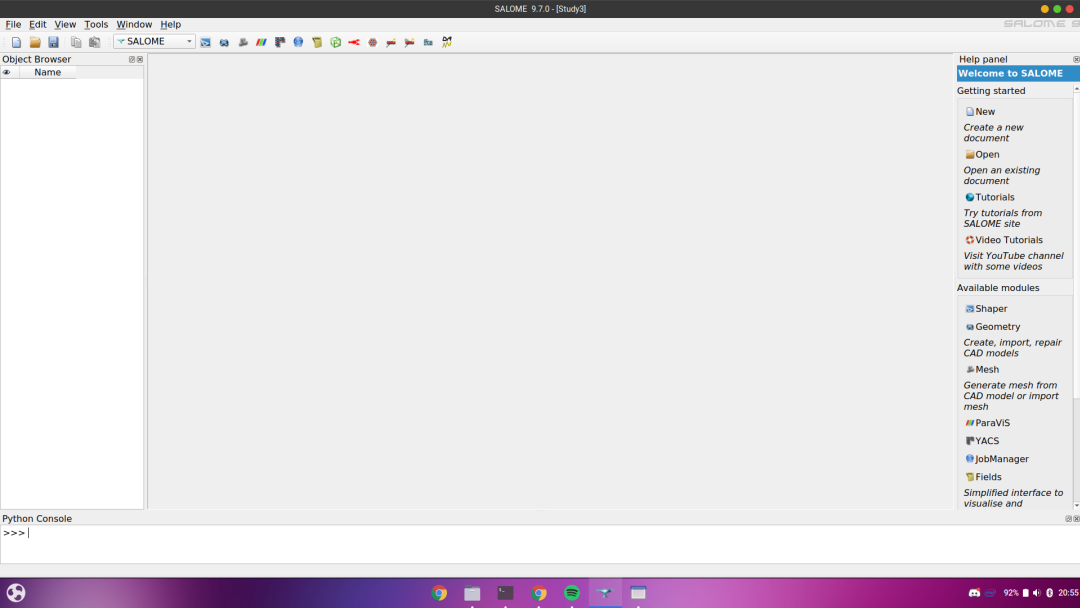 SALOME 9.7.0 - [Study3]
File Edit View Tools Window Help
SALOME 9
SALOME
Object Browser
Name
Help panel
Welcome to SALOME
Getting started
New
Create a new
document
Open
Open an existing
document
Tutorials
Try tutorials from
SALOME site
Video Tutorials
Visit YouTube channel
with some videos
Available modules
Shaper
Geometry
Create, import, repair
CAD models
Mesh
Generate mesh from
CAD model or import
mesh
ParaViS
YACS
JobManager
Fields
Simplified interface to
visualise and
Python Console
>>>
92% 20:55